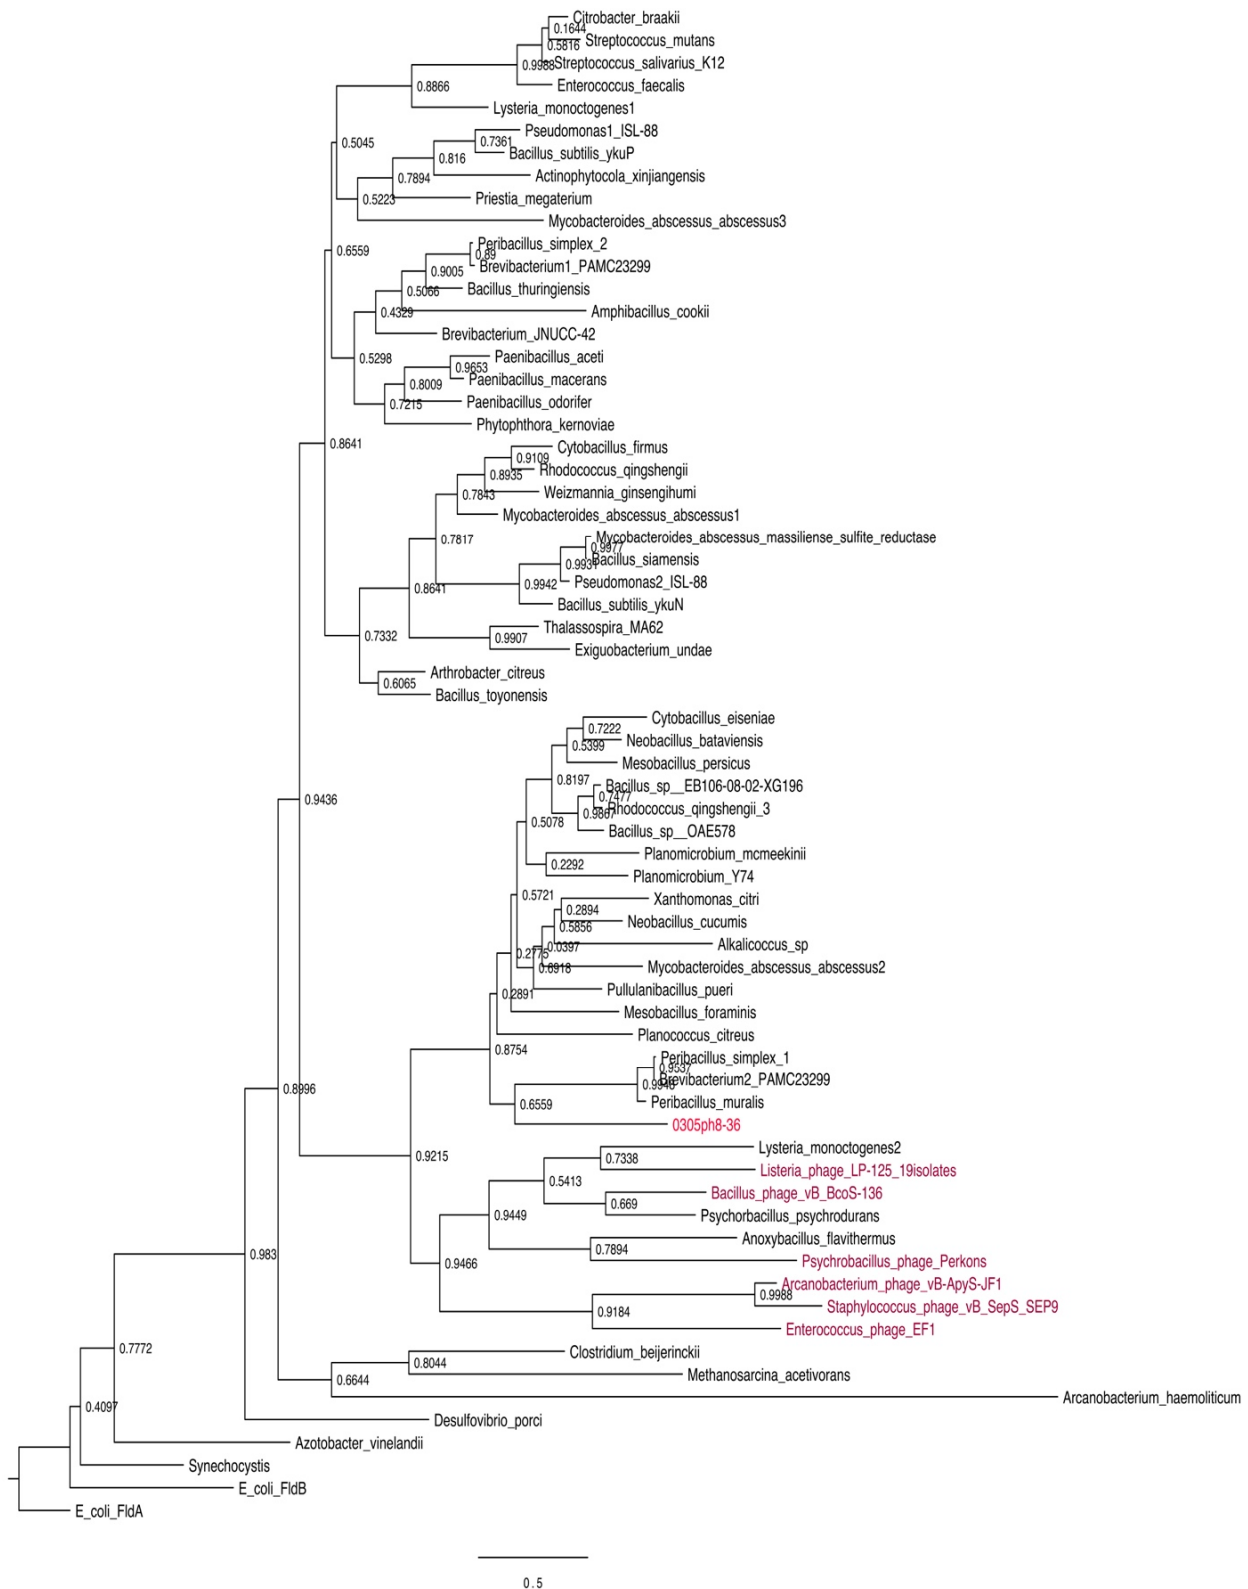 Citrobacter_braakii
0.1644
Streptococcus_mutans
0.5816
0.9988
Streptococcus_salivarius_K12
Enterococcus_faecalis
0.8866
Lysteria_monoctogenes1
Pseudomonas1_ISL-88
0.7361
0.5045
Bacillus_subtilis_ykuP
0.816
Actinophytocola_xinjiangensis
0.7894
Priestia_megaterium
0.5223
Mycobacteroides_abscessus_abscessus3
Peribacillus_simplex_2
0.6559
0.89
Brevibacterium1_PAMC23299
0.9005
Bacillus_thuringiensis
0.5066
Amphibacillus_cookii
0.4329
Brevibacterium_JNUCC-42
0.5298
Paenibacillus_aceti
0.9653
Paenibacillus_macerans
0.8009
Paenibacillus_odorifer
0.7215
Phytophthora_kernoviae
0.8641
Cytobacillus_firmus
0.9109
Rhodococcus_qingshengii
0.8935
Weizmannia_ginsengihumi
0.7843
Mycobacteroides_abscessus_abscessus1
0.7817
Mycobacteroides_abscessus_massiliense_sulfite_reductase
0.9977
Bacillus_siamensis
0.9931
Pseudomonas2_ISL-88
0.9942
0.8641
Bacillus_subtilis_ykuN
Thalassospira_MA62
0.7332
0.9907
Exiguobacterium_undae
Arthrobacter_citreus
0.6065
Bacillus_toyonensis
Cytobacillus_eiseniae
0.7222
Neobacillus_bataviensis
0.5399
Mesobacillus_persicus
0.8197
Bacillus_sp__EB106-08-02-XG196
0.7477
0.9436
Rhodococcus_qingshengii_3
0.9867
0.5078
Bacillus_sp__OAE578
Planomicrobium_mcmeekinii
0.2292
Planomicrobium_Y74
0.5721
Xanthomonas_citri
0.2894
Neobacillus_cucumis
0.5856
Alkalicoccus_sp
0.0397
0.2775
0.6918
Mycobacteroides_abscessus_abscessus2
Pullulanibacillus_pueri
0.2891
Mesobacillus_foraminis
Planococcus_citreus
0.8754
Peribacillus_simplex_1
0.9537
Brevibacterium2_PAMC23299
0.8996
Peribacillus_muralis
0.6559
0305ph8-36
Lysteria_monoctogenes2
0.9215
0.7338
Listeria_phage_LP-125_19isolates
0.5413
Bacillus_phage_vB_BcoS-136
0.669
Psychorbacillus_psychrodurans
0.9449
Anoxybacillus_flavithermus
0.7894
0.983
0.9466
Psychrobacillus_phage_Perkons
Arcanobacterium_phage_vB-ApyS-JF1
0.9988
Staphylococcus_phage_vB_SepS_SEP9
0.9184
Enterococcus_phage_EF1
0.7772
Clostridium_beijerinckii
0.8044
Methanosarcina_acetivorans
0.6644
Arcanobacterium_haemoliticum
0.4097
Desulfovibrio_porci
Azotobacter_vinelandii
Synechocystis
E_coli_FldB
E_coli_FldA
0.5